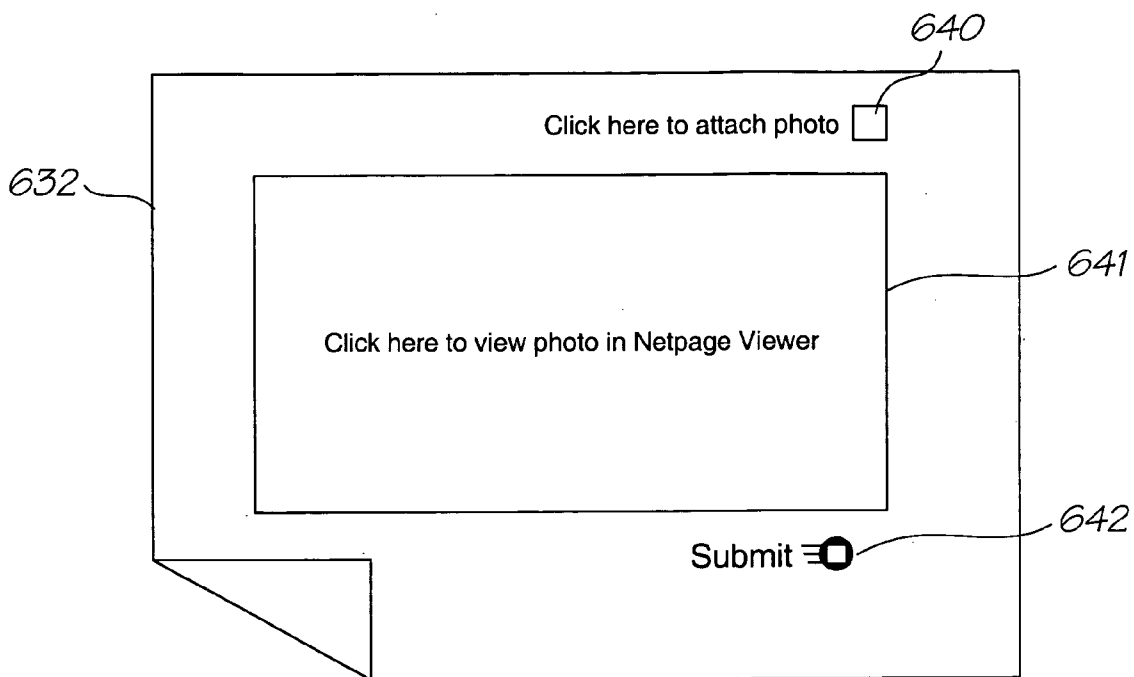 640
Click here to attach photo
632
641
Click here to view photo in Netpage Viewer
642
Submit